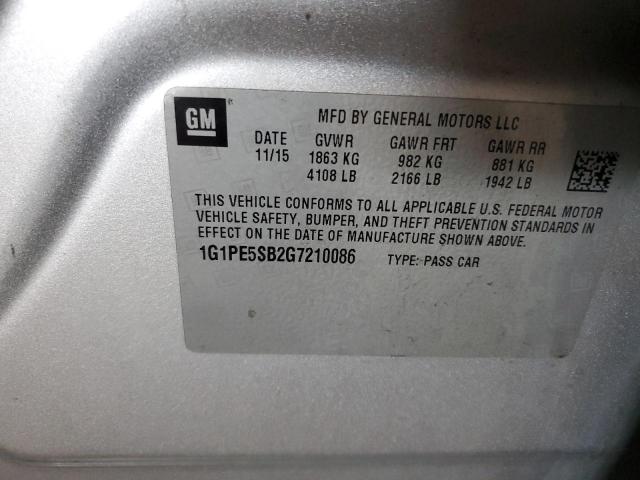 GM
MFD BY GENERAL MOTORS LLC
DATE GVWR GAWR FRT GAWR RR
11/15 1863 KG 982 KG 881 KG
4108 LB 2166 LB 1942 LB
THIS VEHICLE CONFORMS TO ALL APPLICABLE U.S. FEDERAL MOTOR
VEHICLE SAFETY, BUMPER, AND THEFT PREVENTION STANDARDS IN
EFFECT ON THE DATE OF MANUFACTURE SHOWN ABOVE.
1G1PE5SB2G7210086 TYPE: PASS CAR